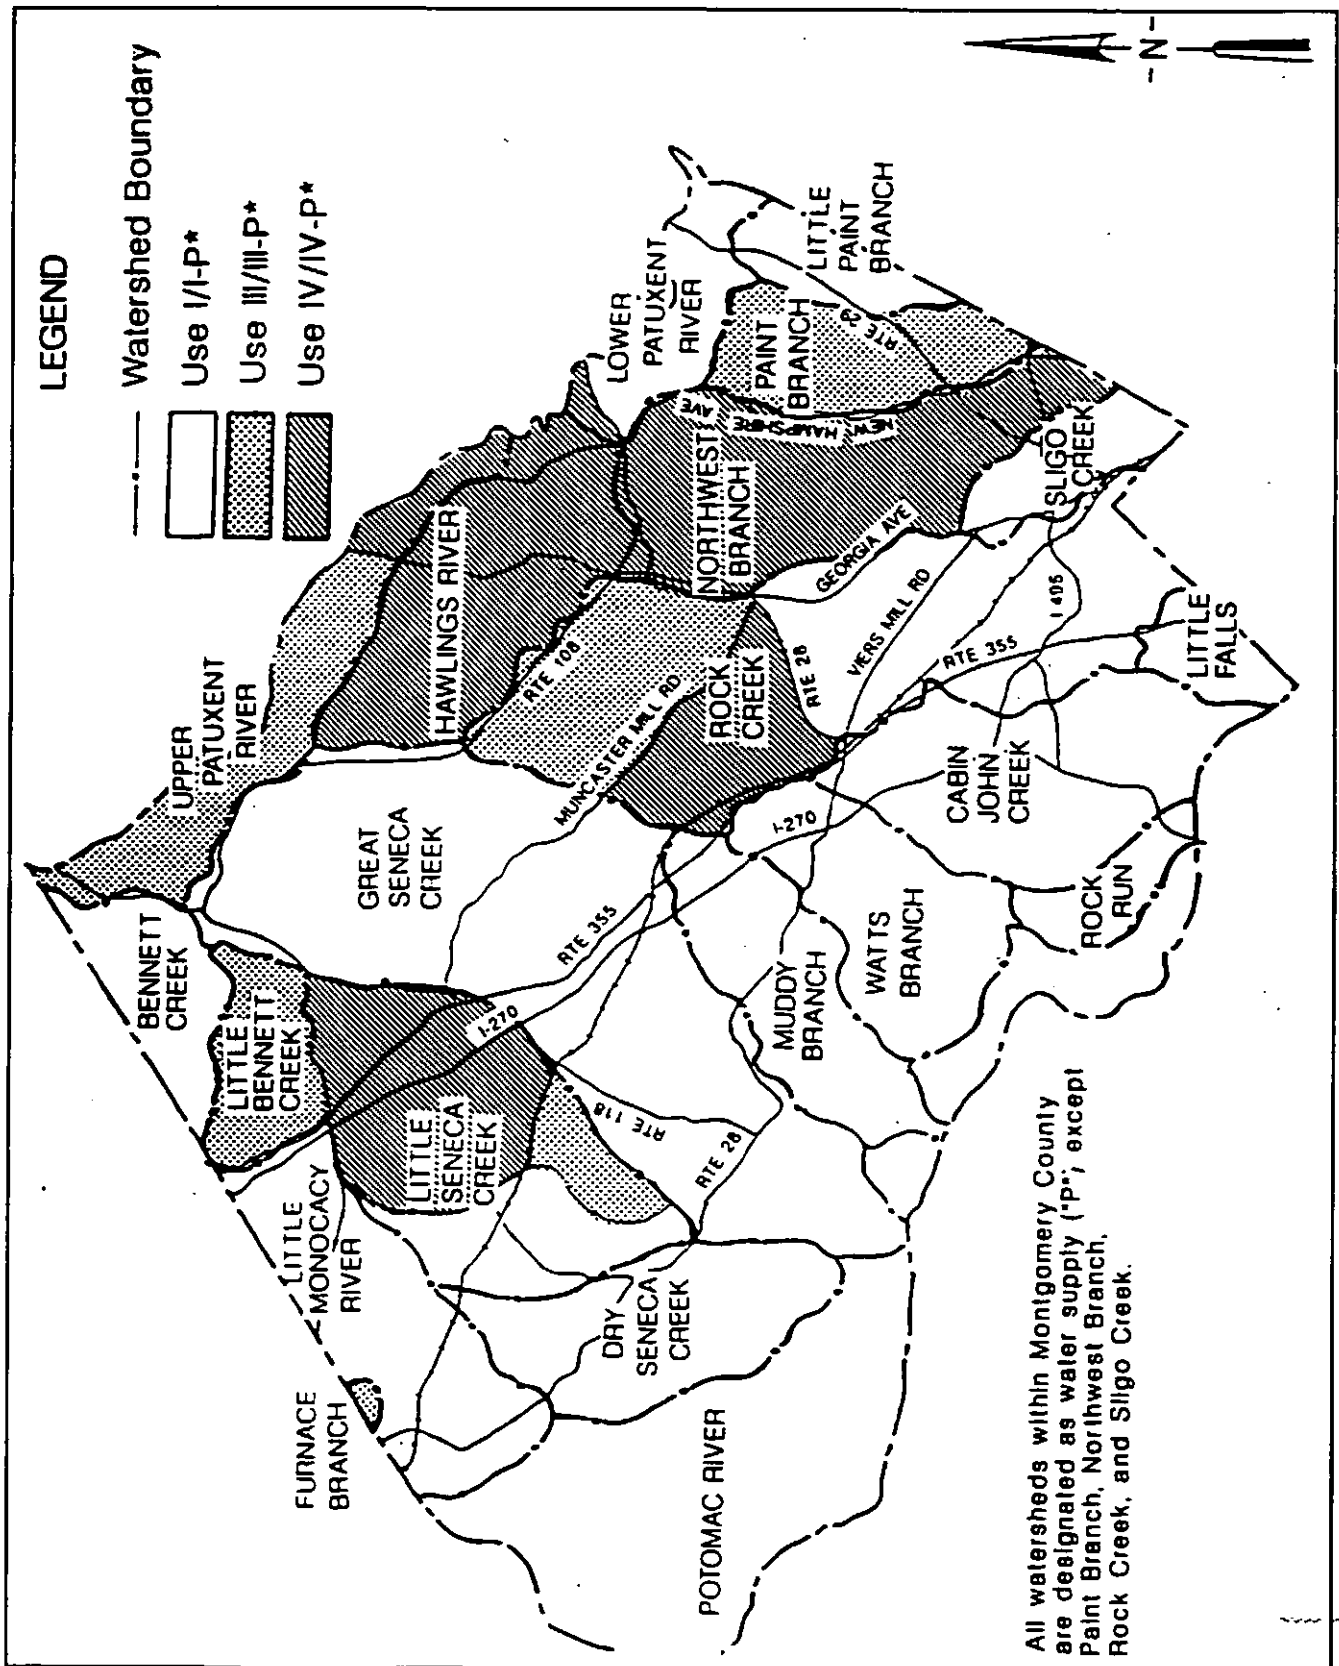 LEGEND
Watershed Boundary
Use I/I-P*
Use III/III-P*
Use IV/IV-P*
-N-
UPPER
PATUXENT
RIVER
HAWLINGS RIVER
LOWER
PATUXENT
RIVER
BENNETT
CREEK
LITTLE
BENNETT
CREEK
GREAT
SENECA
CREEK
RTE 108
MUNCASTER MILL RD
ROCK
CREEK
NORTHWEST
BRANCH
NEW
HAMPSHIRE
AVE
PAINT
BRANCH
RTE 29
LITTLE
PAINT
BRANCH
GEORGIA AVE
VIERS MILL RD
RTE 28
RTE 355
I 495
SLIGO
CREEK
LITTLE
FALLS
CABIN
JOHN
CREEK
I-270
RTE 355
I-270
LITTLE
SENECA
CREEK
RTE 118
RTE 28
MUDDY
BRANCH
WATTS
BRANCH
ROCK
RUN
LITTLE
MONOCACY
RIVER
FURNACE
BRANCH
DRY
SENECA
CREEK
POTOMAC RIVER
All watersheds within Montgomery County
are designated as water supply ("P"; except
Paint Branch, Northwest Branch,
Rock Creek, and Sligo Creek.